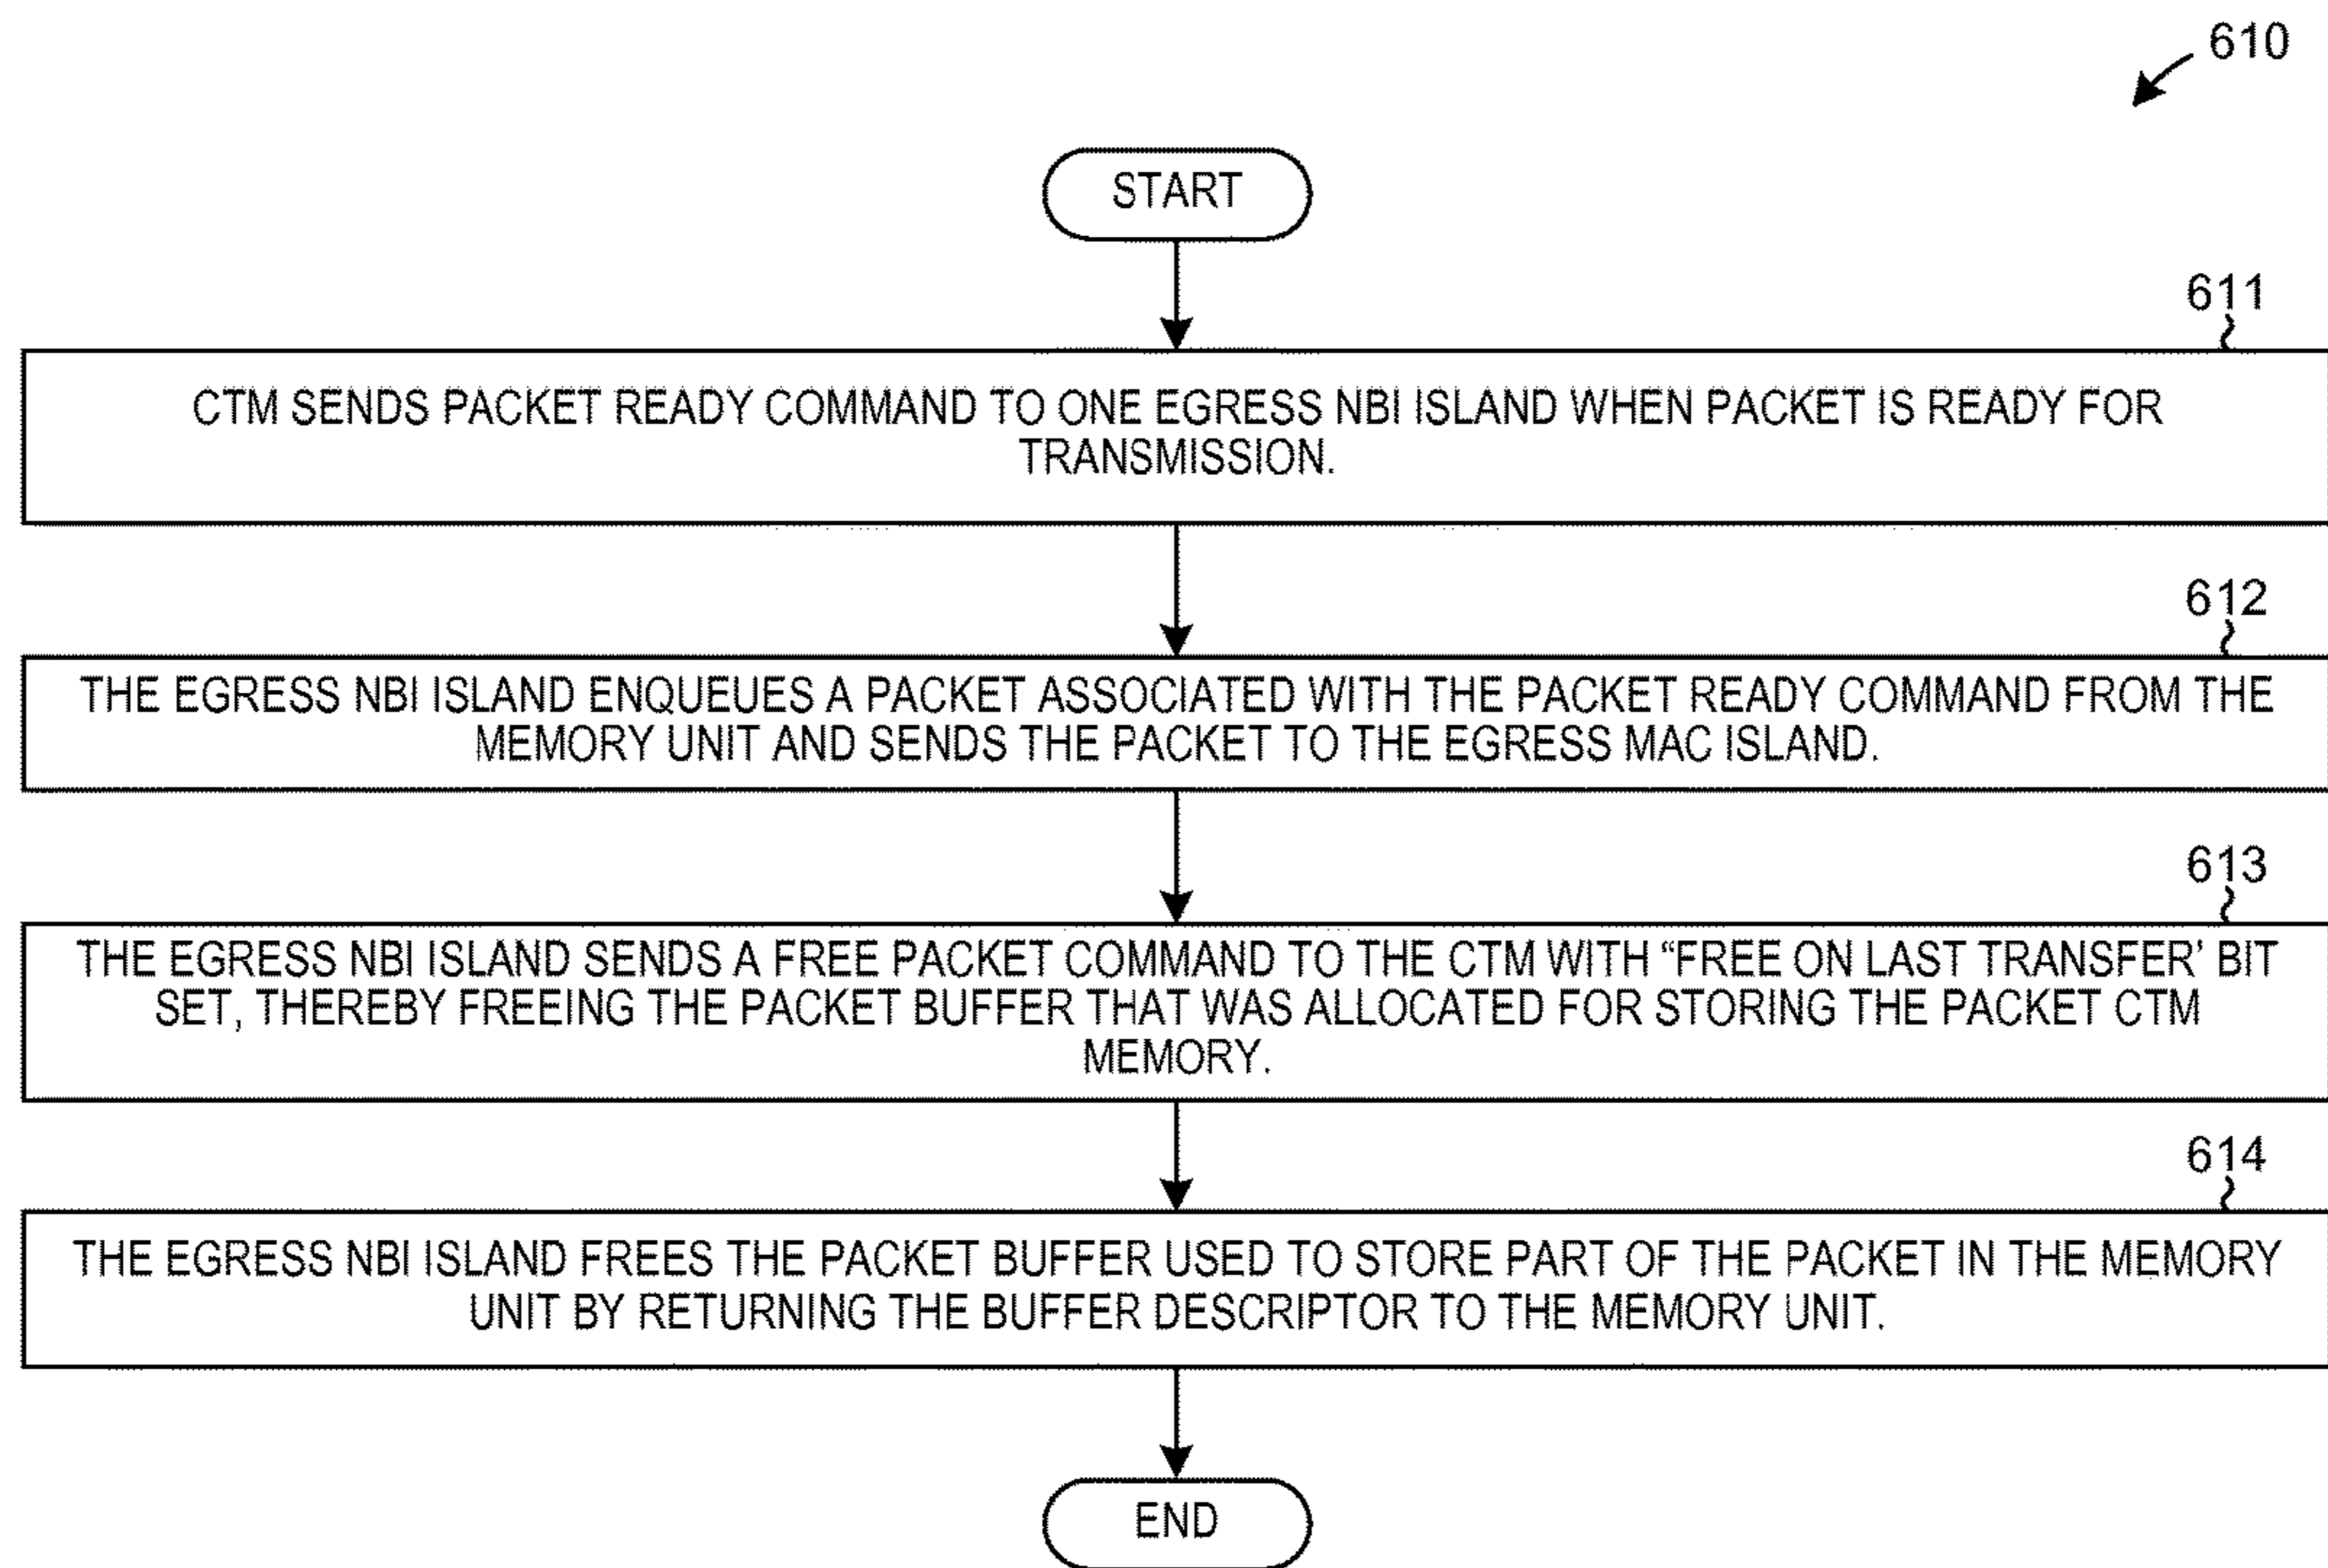 610
START
611
CTM SENDS PACKET READY COMMAND TO ONE EGRESS NBI ISLAND WHEN PACKET IS READY FOR
TRANSMISSION.
612
THE EGRESS NBI ISLAND ENQUEUES A PACKET ASSOCIATED WITH THE PACKET READY COMMAND FROM THE
MEMORY UNIT AND SENDS THE PACKET TO THE EGRESS MAC ISLAND.
613
THE EGRESS NBI ISLAND SENDS A FREE PACKET COMMAND TO THE CTM WITH “FREE ON LAST TRANSFER’ BIT
SET, THEREBY FREEING THE PACKET BUFFER THAT WAS ALLOCATED FOR STORING THE PACKET CTM
MEMORY.
614
THE EGRESS NBI ISLAND FREES THE PACKET BUFFER USED TO STORE PART OF THE PACKET IN THE MEMORY
UNIT BY RETURNING THE BUFFER DESCRIPTOR TO THE MEMORY UNIT.
END